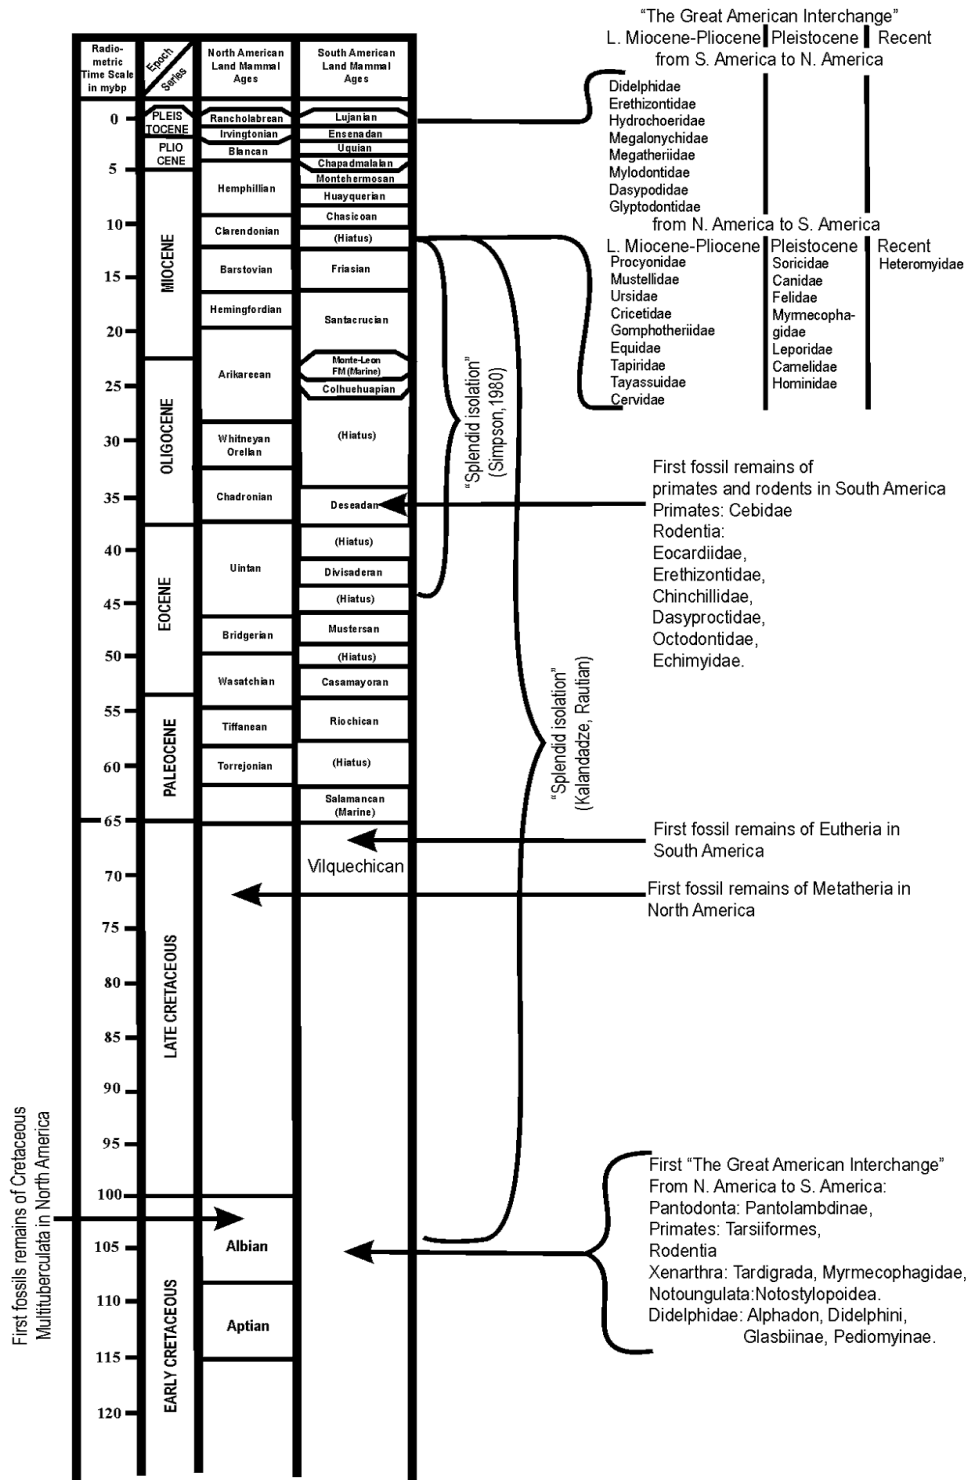 "The Great American Interchange"
L. Miocene-Pliocene Pleistocene Recent
from S. America to N. America
Didelphidae
Erethizontidae
Hydrochoeridae
Megalonychidae
Megatheriidae
Mylodontidae
Dasypodidae
Glyptodontidae
from N. America to S. America
L. Miocene-Pliocene Pleistocene Recent
Procyonidae Soricidae Heteromyidae
Mustellidae Canidae
Ursidae Felidae
Cricetidae Myrmecopha-
Gomphotheriidae gidae
Equidae Leporidae
Tapiridae Camelidae
Tayassuidae Hominidae
Cervidae
Radio-
metric
Time Scale
in mybp
Epoch
Series
North American
Land Mammal
Ages
South American
Land Mammal
Ages
0
5
10
15
20
25
30
35
40
45
50
55
60
65
70
75
80
85
90
95
100
105
110
115
120
PLEIS
TOCENE
PLIO
CENE
MIOCENE
OLIGOCENE
EOCENE
PALEOCENE
LATE CRETACEOUS
EARLY CRETACEOUS
Rancholabrean
Irvingtonian
Blancan
Hemphillian
Clarendonian
Barstovian
Hemingfordian
Arikareean
Whitneyan
Orellan
Chadronian
Uintan
Bridgerian
Wasatchian
Tiffanean
Torrejonian
Albian
Aptian
Lujanian
Ensenadan
Uquian
Chapadmalalan
Montehermosan
Huayquerian
Chasicoan
(Hiatus)
Friasian
Santacrucian
Monte-Leon
FM (Marine)
Colhuehuapian
(Hiatus)
Deseadan
(Hiatus)
Divisaderan
(Hiatus)
Mustersan
(Hiatus)
Casamayoran
Riochican
(Hiatus)
Salamancan
(Marine)
Vilquechican
"Splendid isolation"
(Simpson,1980)
"Splendid isolation"
(Kalandadze, Rautian)
First fossil remains of
primates and rodents in South America
Primates: Cebidae
Rodentia:
Eocardiidae,
Erethizontidae,
Chinchillidae,
Dasyproctidae,
Octodontidae,
Echimyidae.
First fossil remains of Eutheria in
South America
First fossil remains of Metatheria in
North America
First fossils remains of Cretaceous
Multituberculata in North America
First "The Great American Interchange"
From N. America to S. America:
Pantodonta: Pantolambdinae,
Primates: Tarsiiformes,
Rodentia
Xenarthra: Tardigrada, Myrmecophagidae,
Notoungulata:Notostylopoidea.
Didelphidae: Alphadon, Didelphini,
Glasbiinae, Pediomyinae.